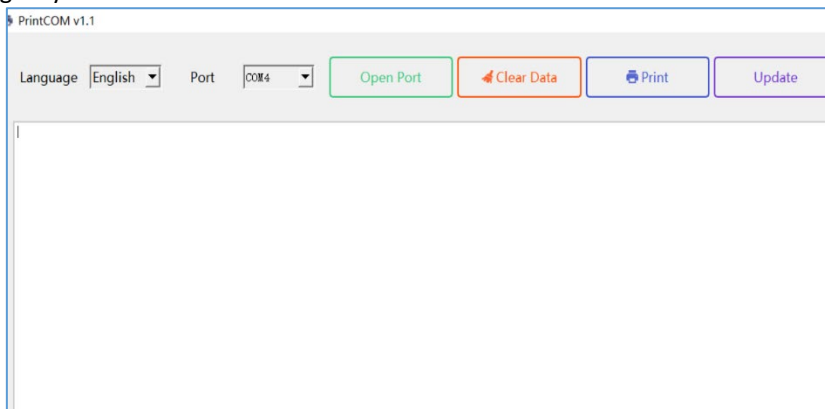 PrintCOM v1.1
Language English Port COM4 Open Port Clear Data Print Update